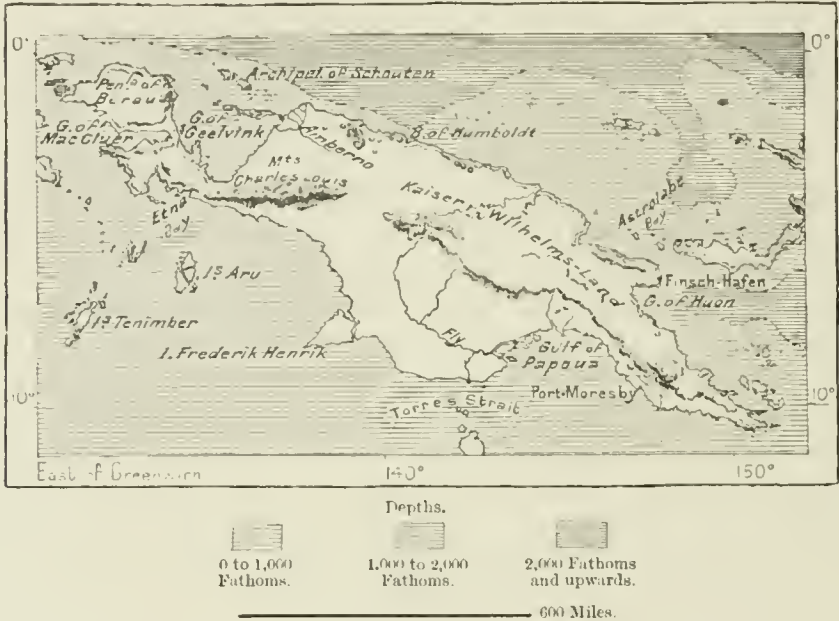 0°
0°
Archipel. of Schouten
Pen. of
Berau
G. of
MacCluer
G. of
Geelvink
Amberno
B. of Humboldt
Mts
Charles Louis
Etna
Bay
Kaiser Wilhelms-Land
Astrolabe
Bay
Finsch-Hafen
G. of Huon
Is Aru
Is Tenimber
I. Frederik Henrik
Fly
Gulf of
Papoua
Port-Moresby
Torres Strait
10°
10°
East of Greenwich
140°
150°
Depths.
0 to 1,000
Fathoms.
1,000 to 2,000
Fathoms.
2,000 Fathoms
and upwards.
600 Miles.